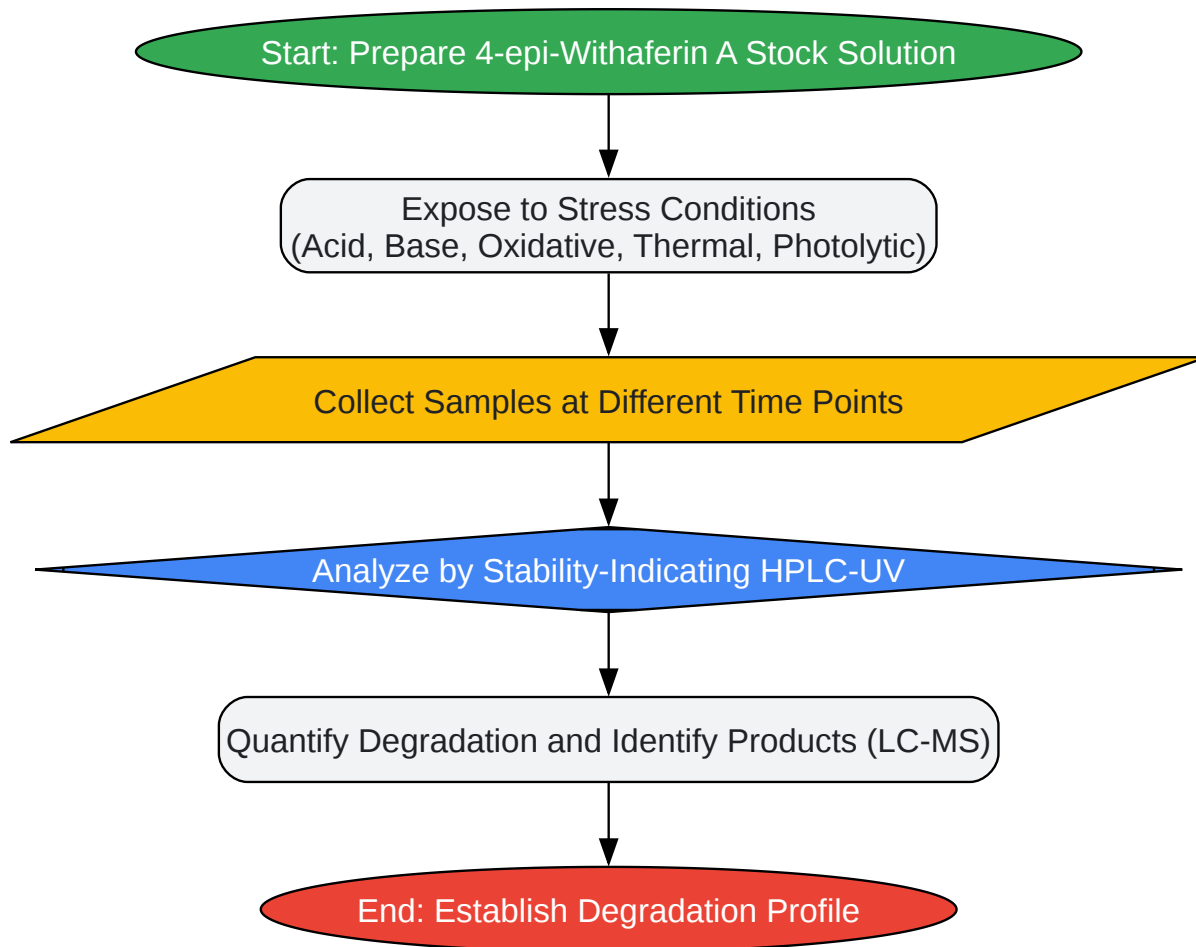 Start: Prepare 4-epi-Withaferin A Stock Solution
Expose to Stress Conditions
(Acid, Base, Oxidative, Thermal, Photolytic)
Collect Samples at Different Time Points
Analyze by Stability-Indicating HPLC-UV
Quantify Degradation and Identify Products (LC-MS)
End: Establish Degradation Profile